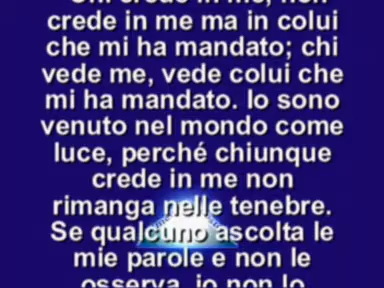 Chi crede in me, non
crede in me ma in colui
che mi ha mandato; chi
vede me, vede colui che
mi ha mandato. Io sono
venuto nel mondo come
luce, perché chiunque
crede in me non
rimanga nelle tenebre.
Se qualcuno ascolta le
mie parole e non le
osserva, io non lo